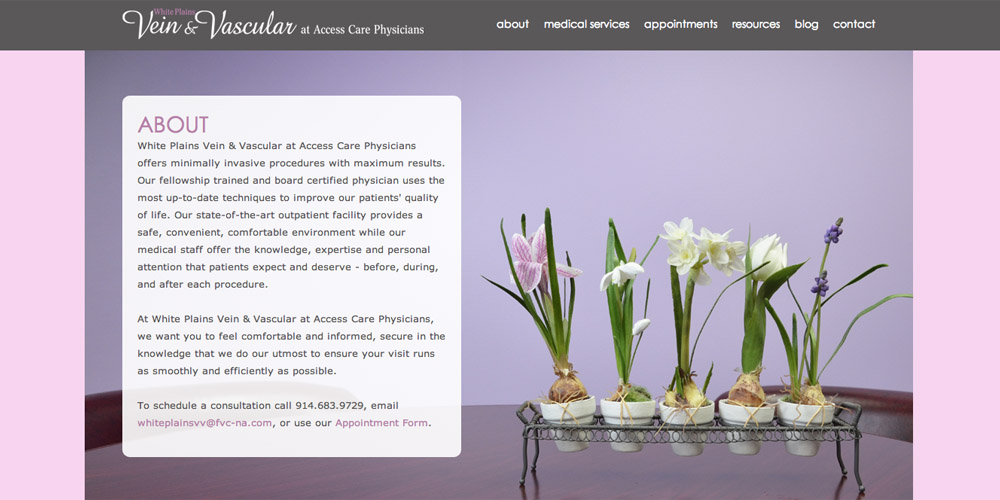 White Plains
Vein & Vascular at Access Care Physicians
about medical services appointments resources blog contact
ABOUT
White Plains Vein & Vascular at Access Care Physicians
offers minimally invasive procedures with maximum results.
Our fellowship trained and board certified physician uses the
most up-to-date techniques to improve our patients' quality
of life. Our state-of-the-art outpatient facility provides a
safe, convenient, comfortable environment while our
medical staff offer the knowledge, expertise and personal
attention that patients expect and deserve - before, during,
and after each procedure.
At White Plains Vein & Vascular at Access Care Physicians,
we want you to feel comfortable and informed, secure in the
knowledge that we do our utmost to ensure your visit runs
as smoothly and efficiently as possible.
To schedule a consultation call 914.683.9729, email
whiteplainsvv@fvc-na.com, or use our Appointment Form.